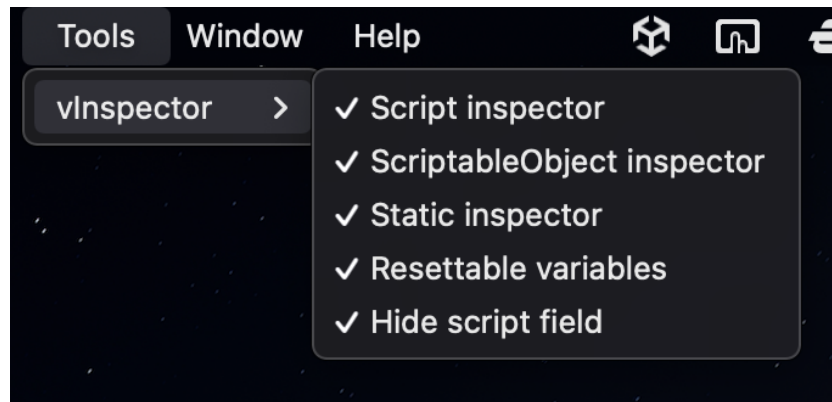 Tools Window Help
vInspector
Script inspector
ScriptableObject inspector
Static inspector
Resettable variables
Hide script field